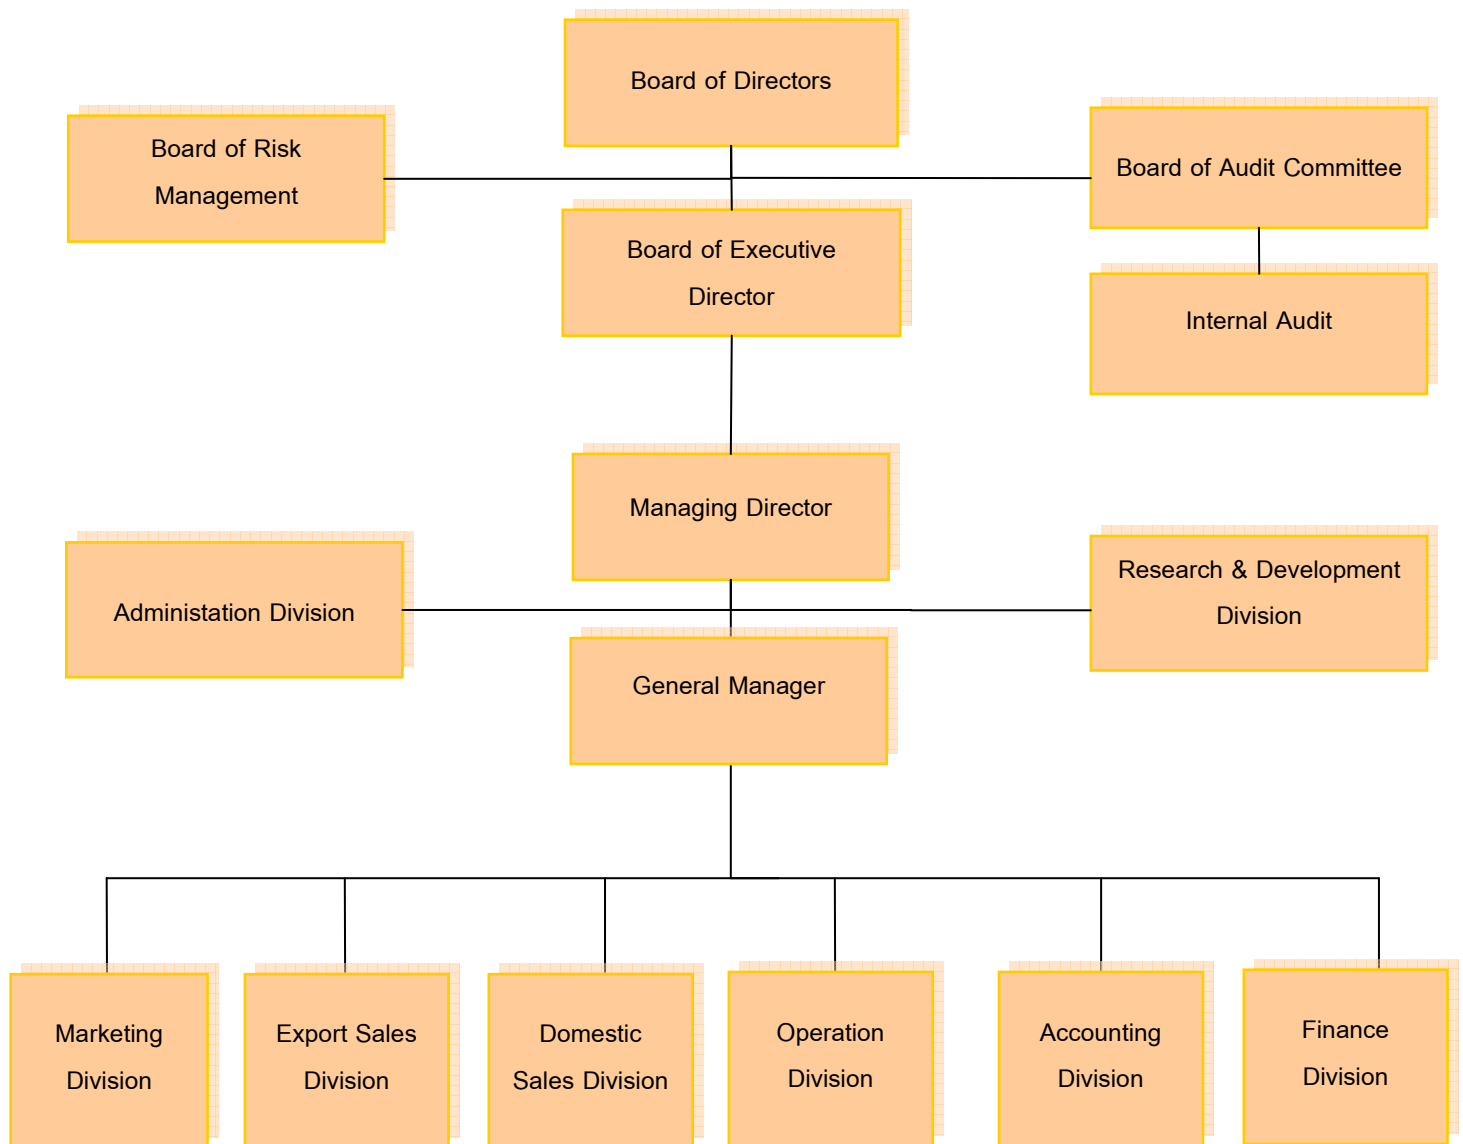 Board of Directors
Board of Risk
Management
Board of Audit Committee
Board of Executive
Director
Internal Audit
Managing Director
Administation Division
Research & Development
Division
General Manager
Marketing
Division
Export Sales
Division
Domestic
Sales Division
Operation
Division
Accounting
Division
Finance
Division